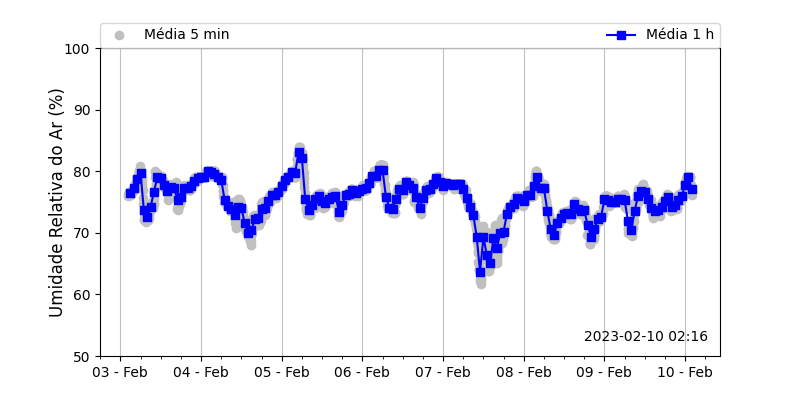 Média 5 min
Média 1 h
Umidade Relativa do Ar (%)
100
90
80
70
60
50
2023-02-10 02:16
03 - Feb
04 - Feb
05 - Feb
06 - Feb
07 - Feb
08 - Feb
09 - Feb
10 - Feb